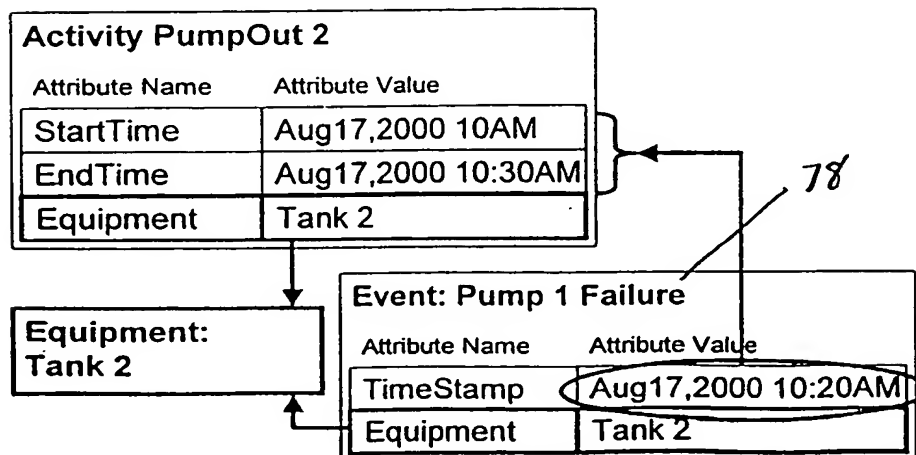 Activity PumpOut 2
Attribute Name Attribute Value
StartTime Aug17,2000 10AM
EndTime Aug17,2000 10:30AM
Equipment Tank 2
78
Equipment:
Tank 2
Event: Pump 1 Failure
Attribute Name Attribute Value
TimeStamp Aug17,2000 10:20AM
Equipment Tank 2